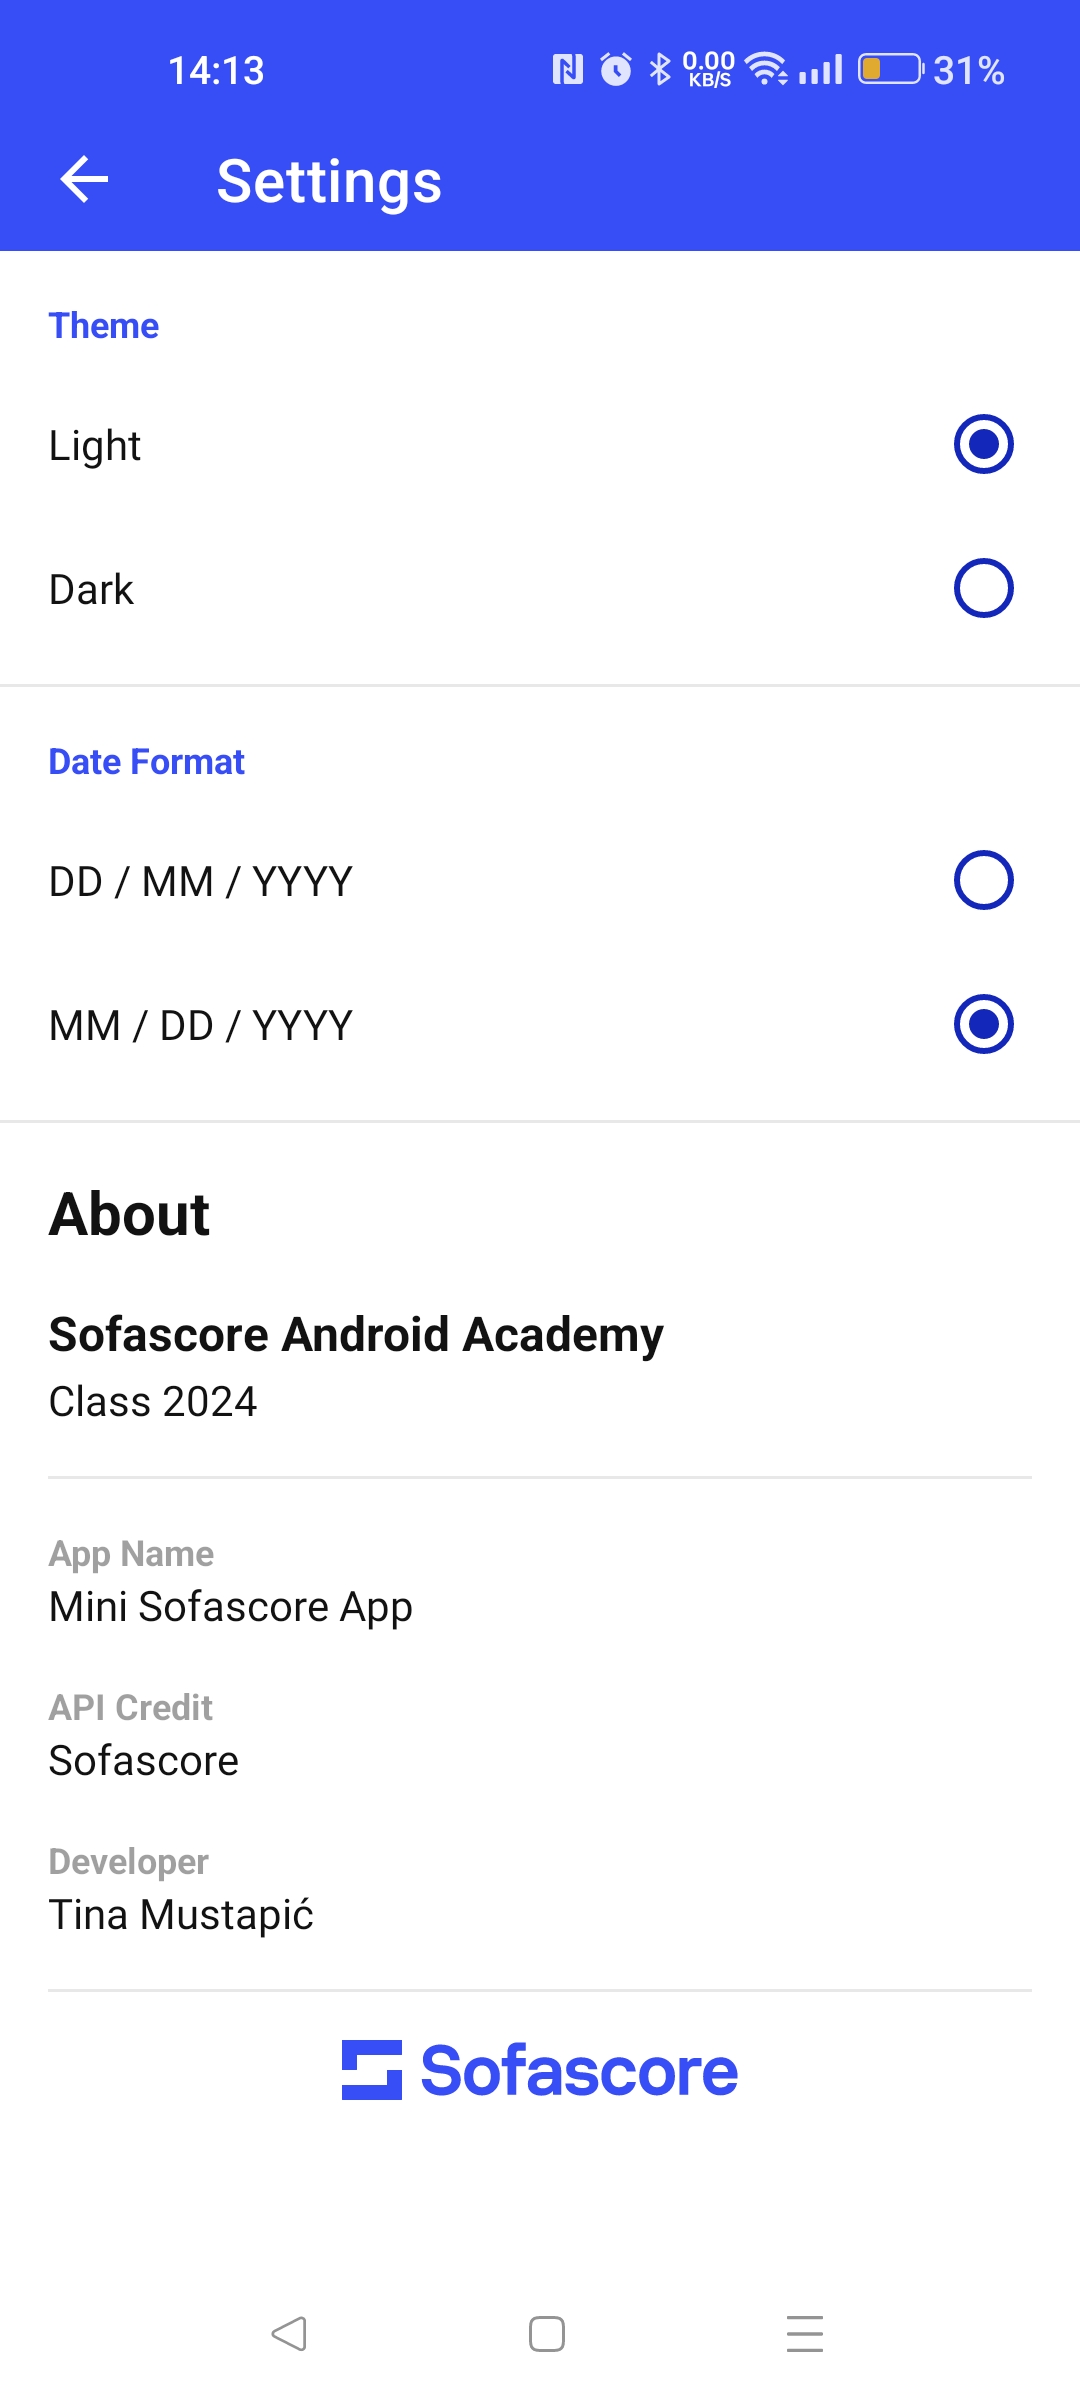 14:13 0.00 KB/S 31%
Settings
Theme
Light
Dark
Date Format
DD / MM / YYYY
MM / DD / YYYY
About
Sofascore Android Academy
Class 2024
App Name
Mini Sofascore App
API Credit
Sofascore
Developer
Tina Mustapić
Sofascore